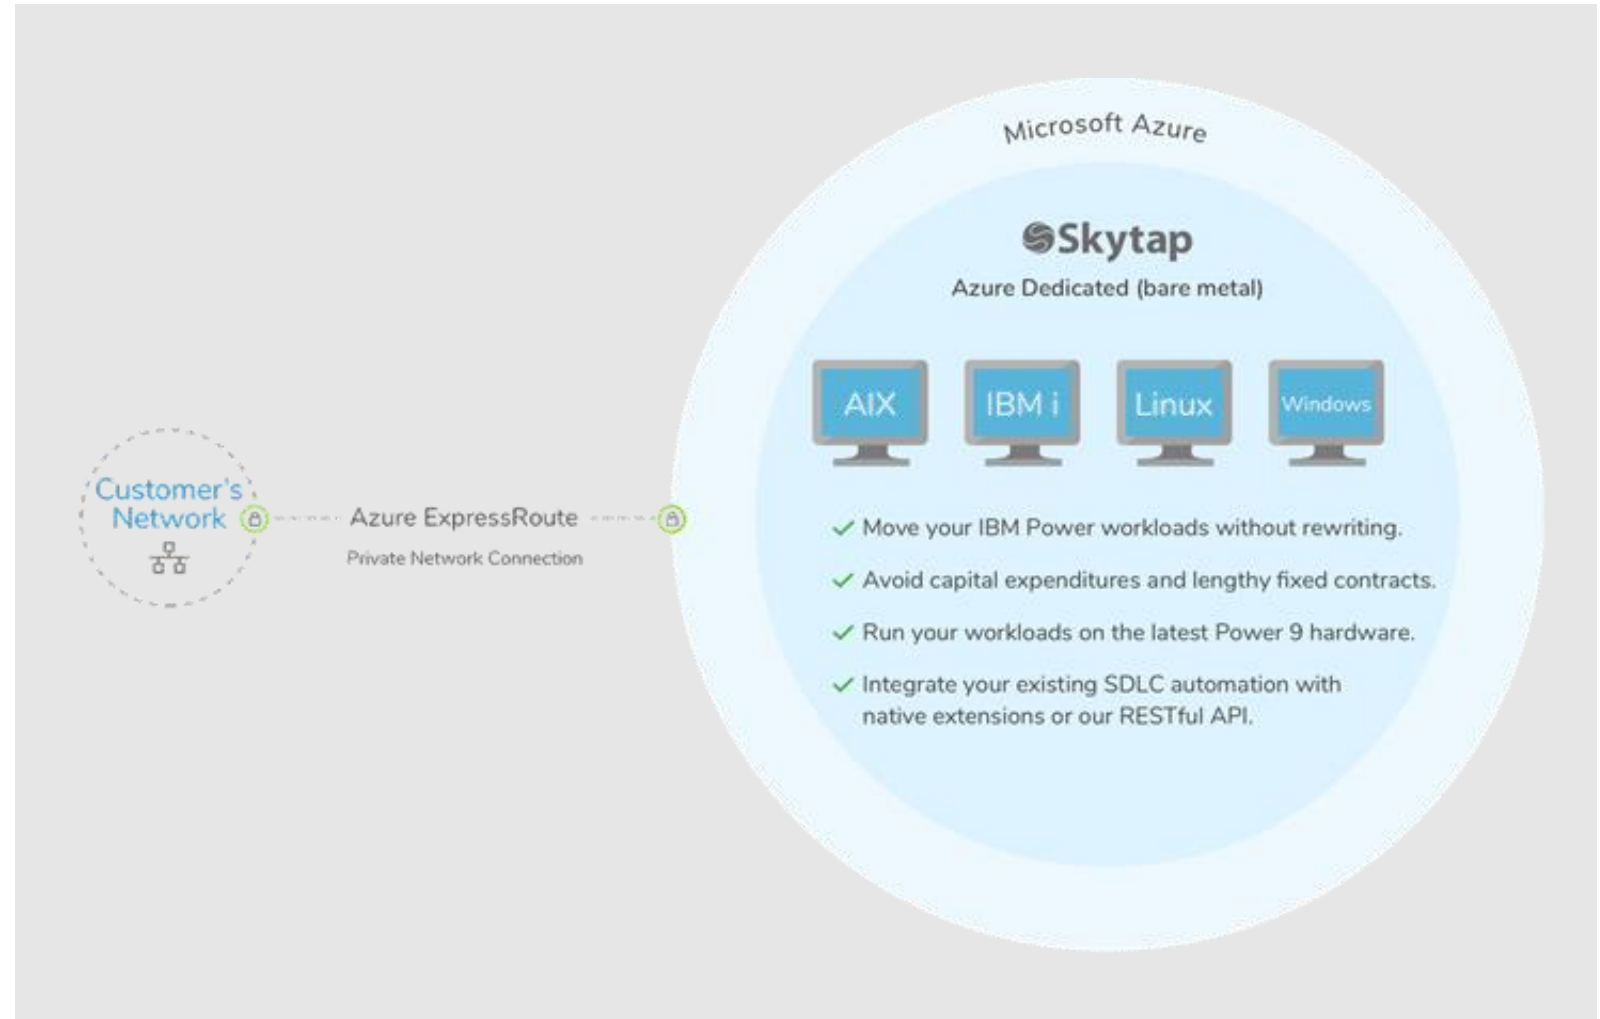 Microsoft Azure
Skytap
Azure Dedicated (bare metal)
AIX
IBM i
Linux
Windows
Customer's
Network
Azure ExpressRoute
Private Network Connection
Move your IBM Power workloads without rewriting.
Avoid capital expenditures and lengthy fixed contracts.
Run your workloads on the latest Power 9 hardware.
Integrate your existing SDLC automation with
native extensions or our RESTful API.